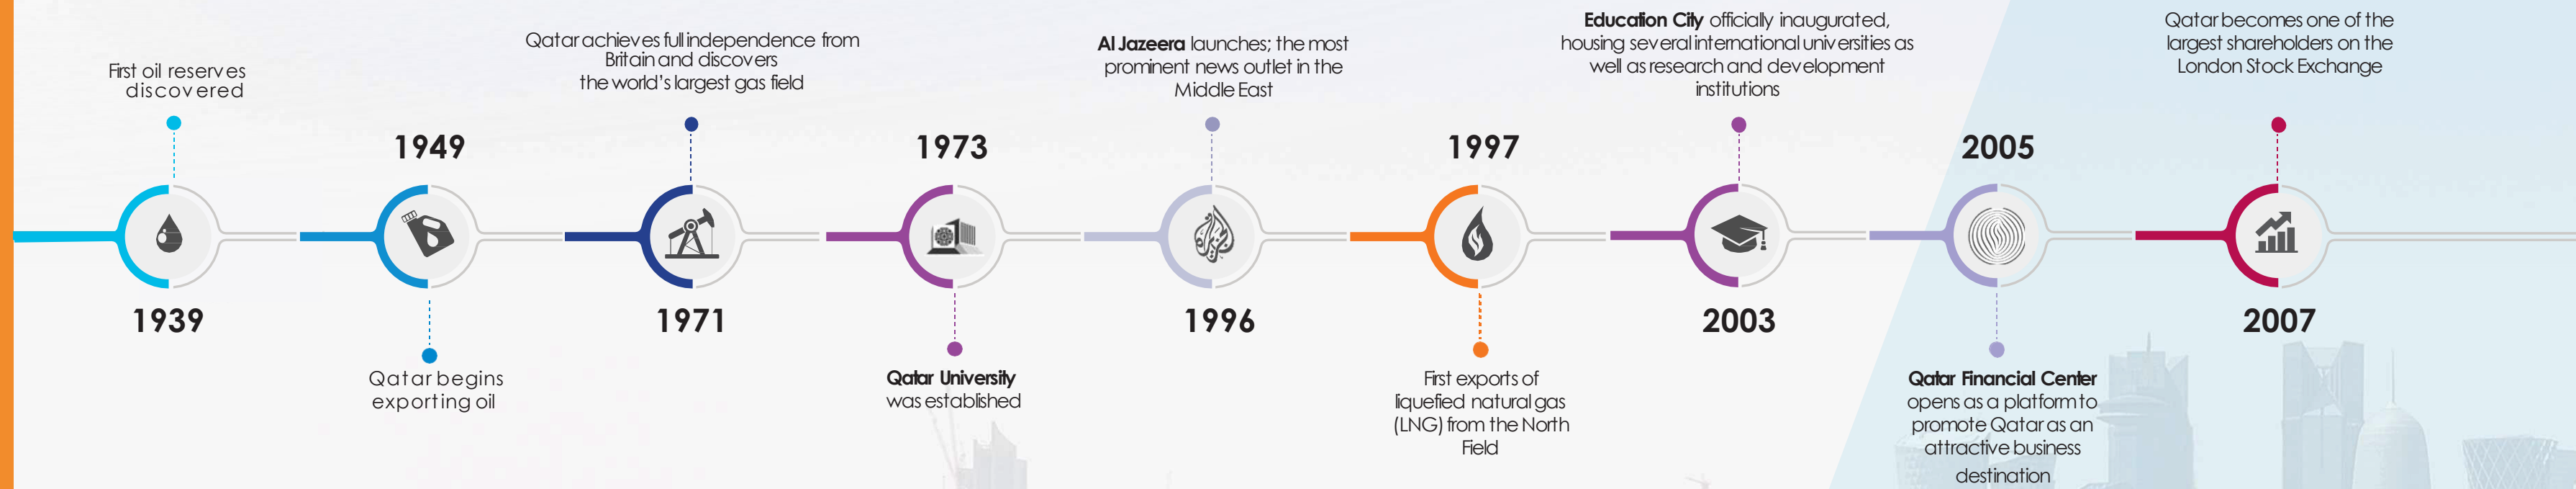 First oil reserves
discovered
1939
1949
Qatar begins
exporting oil
Qatar achieves full independence from
Britain and discovers
the world's largest gas field
1971
1973
Qatar University
was established
Al Jazeera launches; the most
prominent news outlet in the
Middle East
1996
1997
First exports of
liquefied natural gas
(LNG) from the North
Field
Education City officially inaugurated,
housing several international universities as
well as research and development
institutions
2003
2005
Qatar Financial Center
opens as a platform to
promote Qatar as an
attractive business
destination
Qatar becomes one of the
largest shareholders on the
London Stock Exchange
2007